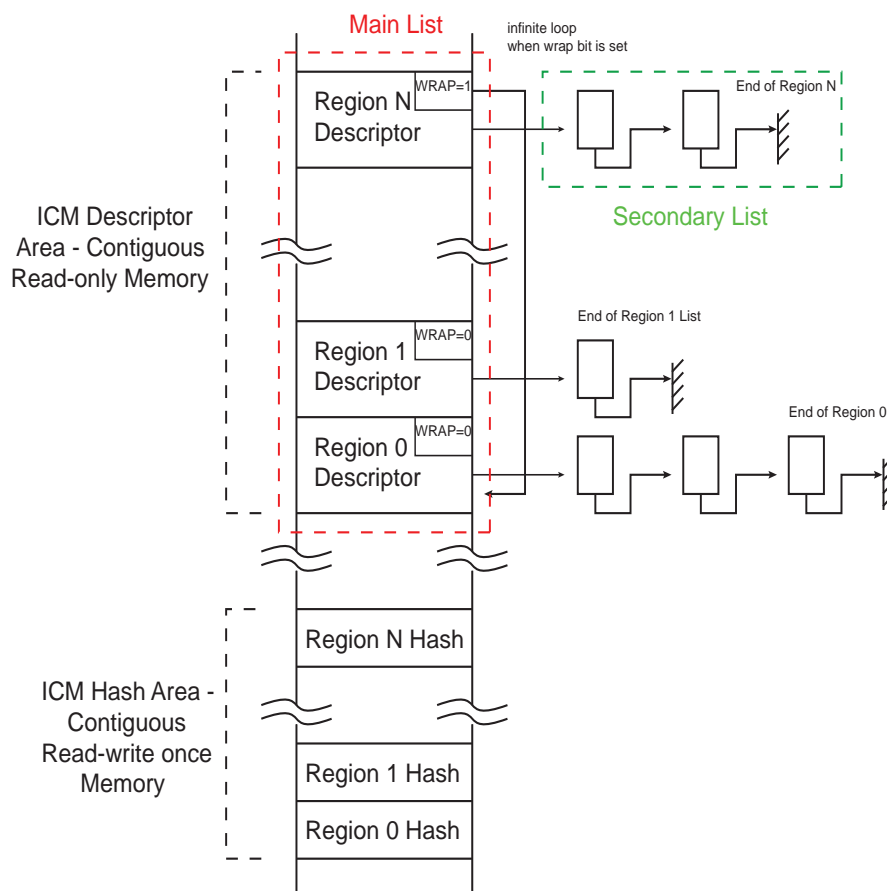 Main List
infinite loop
when wrap bit is set
WRAP=1
Region N
Descriptor
End of Region N
Secondary List
ICM Descriptor
Area - Contiguous
Read-only Memory
End of Region 1 List
WRAP=0
Region 1
Descriptor
End of Region 0
WRAP=0
Region 0
Descriptor
Region N Hash
ICM Hash Area -
Contiguous
Read-write once
Memory
Region 1 Hash
Region 0 Hash